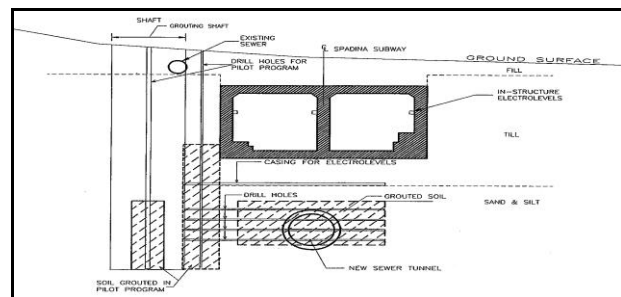 SHAFT
GROUTING SHAFT
EXISTING
SEWER
DRILL HOLES FOR
PILOT PROGRAM
℄ SPADINA SUBWAY
GROUND SURFACE
FILL
IN-STRUCTURE
ELECTROLEVELS
TILL
CASING FOR ELECTROLEVELS
DRILL HOLES
GROUTED SOIL
SAND & SILT
NEW SEWER TUNNEL
SOIL GROUTED IN
PILOT PROGRAM